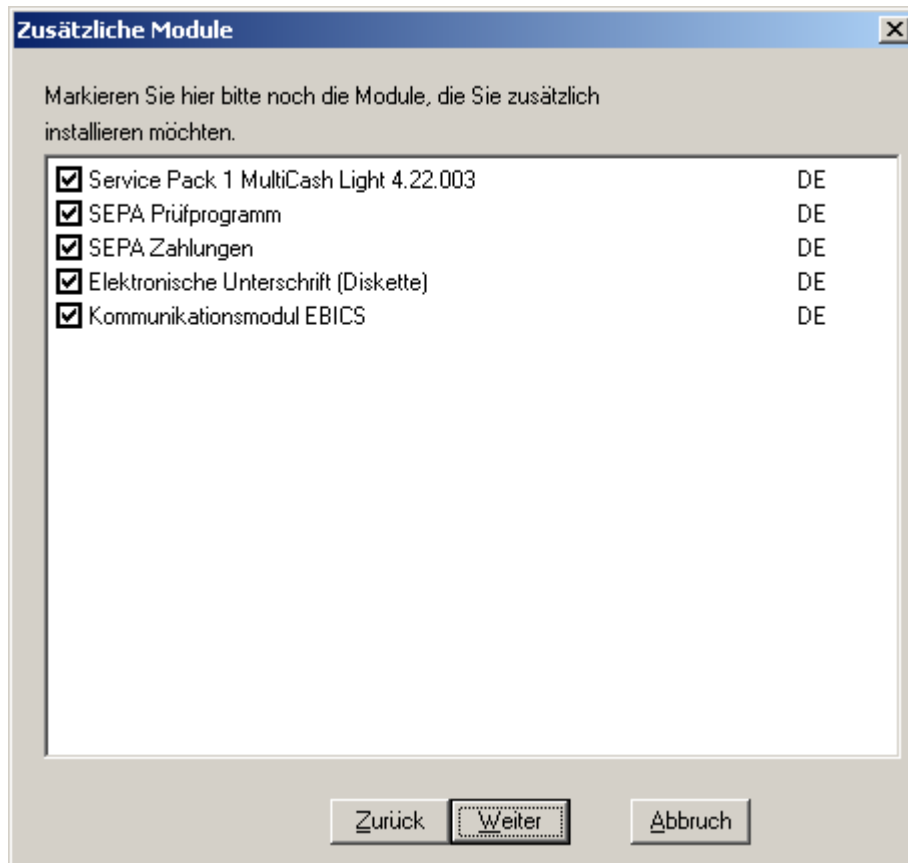 Zusätzliche Module
Markieren Sie hier bitte noch die Module, die Sie zusätzlich
installieren möchten.
Service Pack 1 MultiCash Light 4.22.003 DE
SEPA Prüfprogramm DE
SEPA Zahlungen DE
Elektronische Unterschrift (Diskette) DE
Kommunikationsmodul EBICS DE
Zurück Weiter Abbruch